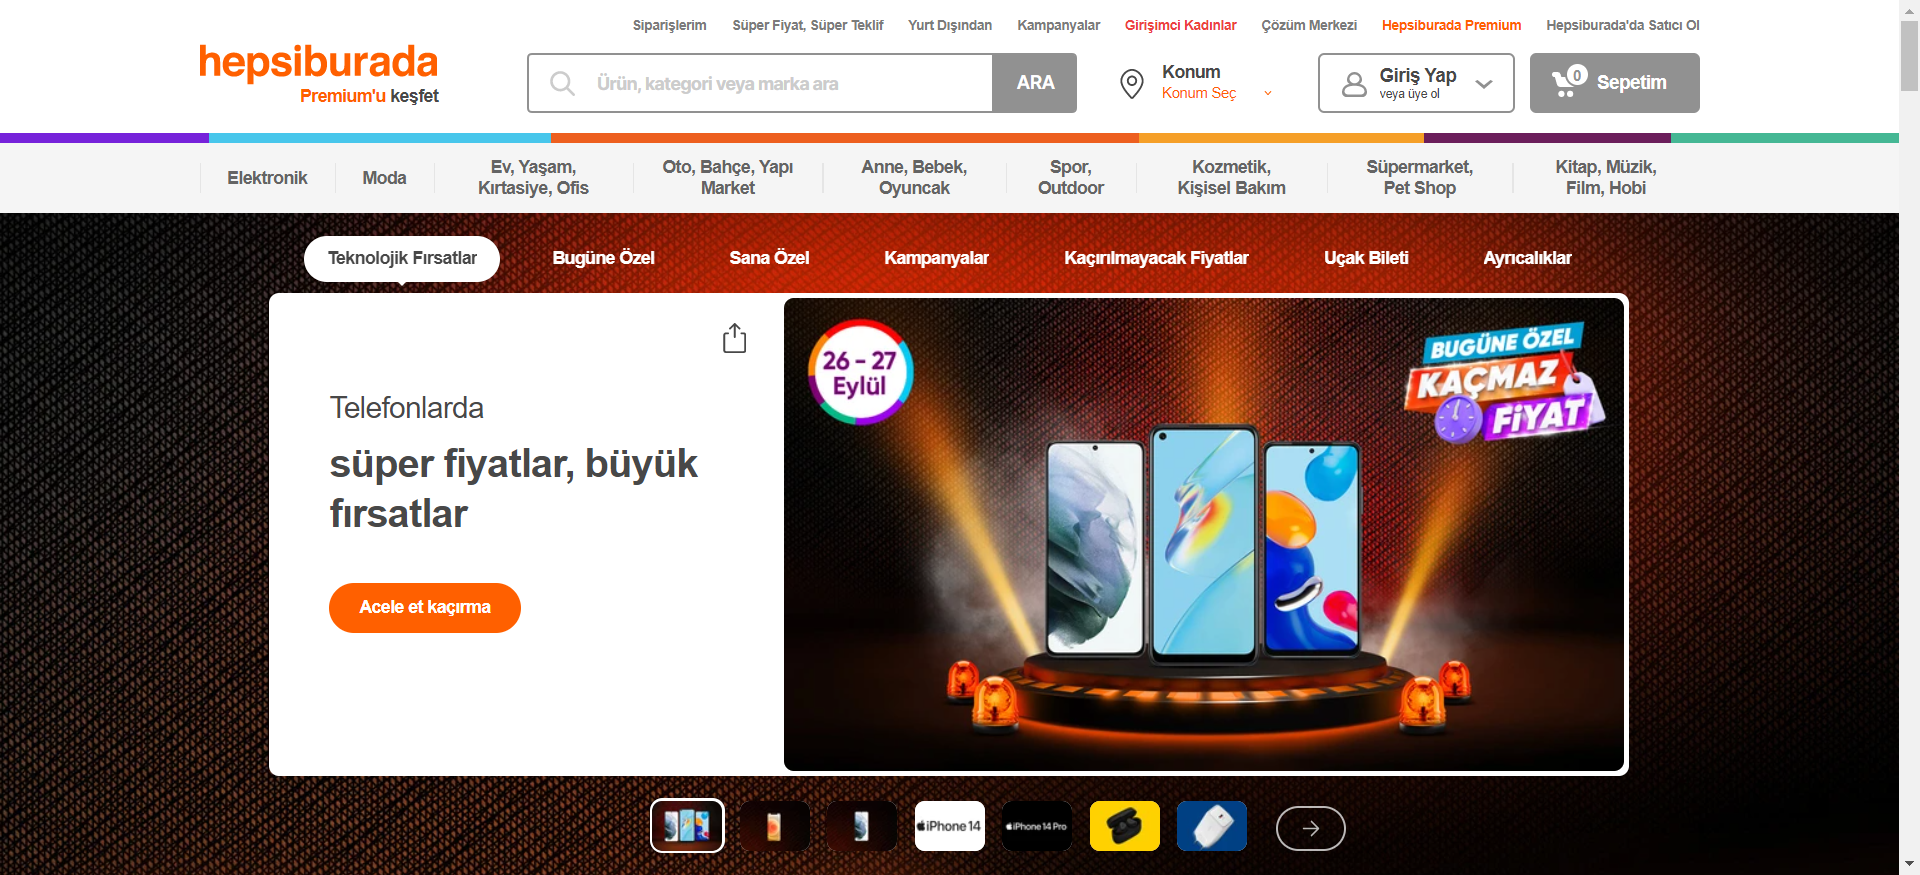 Siparişlerim
Süper Fiyat, Süper Teklif
Yurt Dışından
Kampanyalar
Girişimci Kadınlar
Çözüm Merkezi
Hepsiburada Premium
Hepsiburada'da Satıcı Ol
hepsiburada
Premium'u keşfet
Ürün, kategori veya marka ara
ARA
Konum
Konum Seç
Giriş Yap
veya üye ol
0
Sepetim
Elektronik
Moda
Ev, Yaşam,
Kırtasiye, Ofis
Oto, Bahçe, Yapı
Market
Anne, Bebek,
Oyuncak
Spor,
Outdoor
Kozmetik,
Kişisel Bakım
Süpermarket,
Pet Shop
Kitap, Müzik,
Film, Hobi
Teknolojik Fırsatlar
Bugüne Özel
Sana Özel
Kampanyalar
Kaçırılmayacak Fiyatlar
Uçak Bileti
Ayrıcalıklar
Telefonlarda
süper fiyatlar, büyük
fırsatlar
Acele et kaçırma
26 – 27
Eylül
BUGÜNE ÖZEL
KAÇMAZ
FİYAT
iPhone 14
iPhone 14 Pro